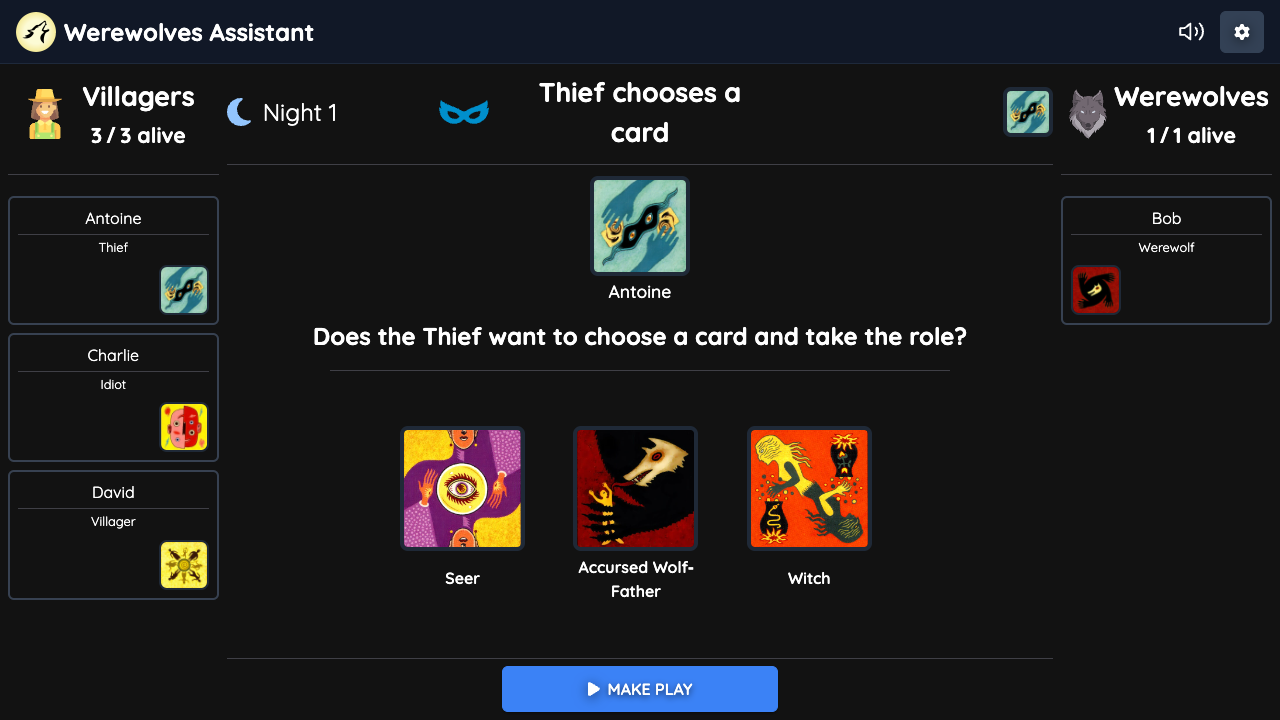 Werewolves Assistant
Villagers
3 / 3 alive
Night 1
Thief chooses a
card
Werewolves
1 / 1 alive
Antoine
Thief
Charlie
Idiot
David
Villager
Antoine
Does the Thief want to choose a card and take the role?
Seer
Accursed Wolf-
Father
Witch
Bob
Werewolf
MAKE PLAY